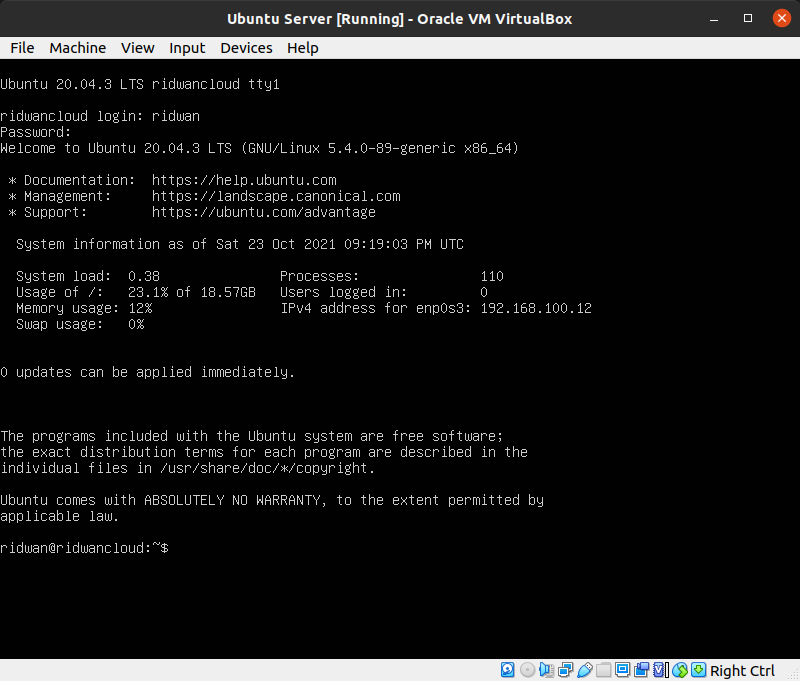 Ubuntu Server [Running] - Oracle VM VirtualBox
File Machine View Input Devices Help
Ubuntu 20.04.3 LTS ridwancloud tty1
ridwancloud login: ridwan
Password:
Welcome to Ubuntu 20.04.3 LTS (GNU/Linux 5.4.0-89-generic x86_64)
* Documentation: https://help.ubuntu.com
* Management: https://landscape.canonical.com
* Support: https://ubuntu.com/advantage
System information as of Sat 23 Oct 2021 09:19:03 PM UTC
System load: 0.38 Processes: 110
Usage of /: 23.1% of 18.57GB Users logged in: 0
Memory usage: 12% IPv4 address for enp0s3: 192.168.100.12
Swap usage: 0%
0 updates can be applied immediately.
The programs included with the Ubuntu system are free software;
the exact distribution terms for each program are described in the
individual files in /usr/share/doc/*/copyright.
Ubuntu comes with ABSOLUTELY NO WARRANTY, to the extent permitted by
applicable law.
ridwan@ridwancloud:~$
Right Ctrl